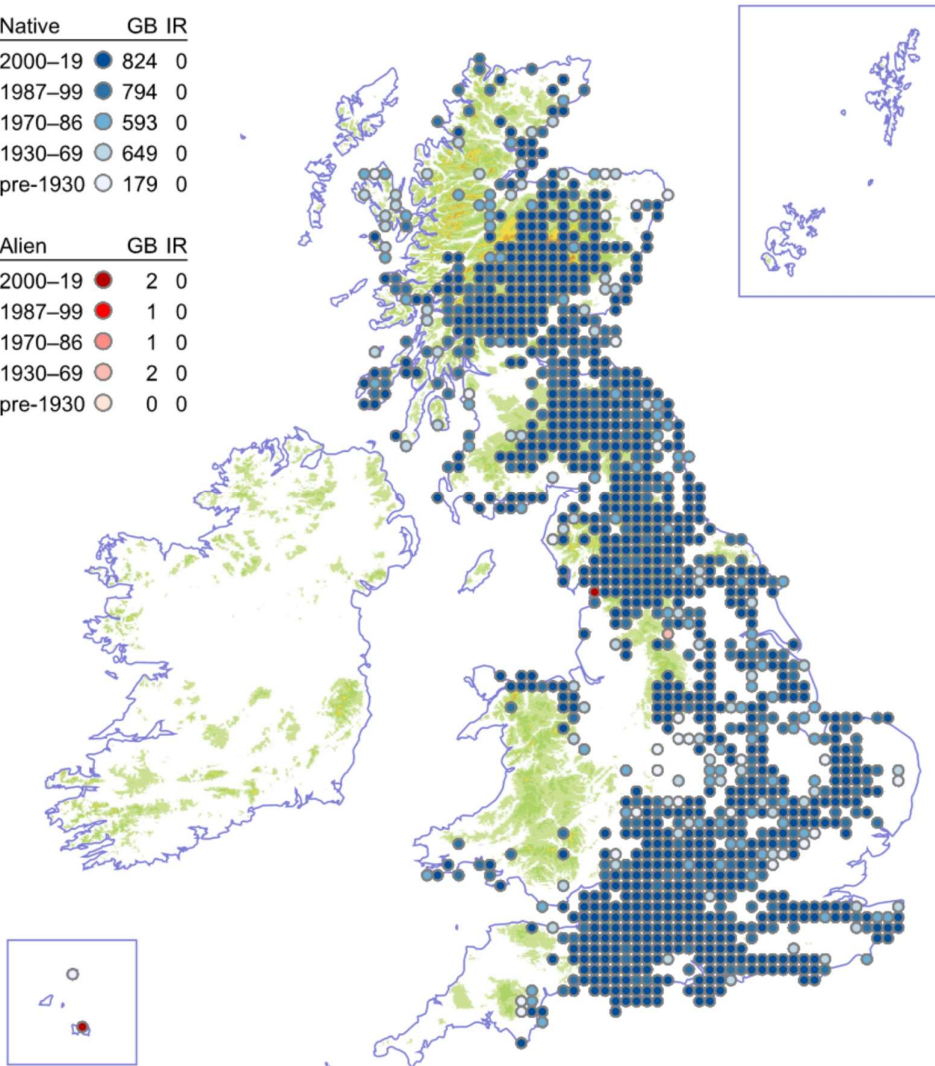 Native GB IR
2000–19 824 0
1987–99 794 0
1970–86 593 0
1930–69 649 0
pre-1930 179 0
Alien GB IR
2000–19 2 0
1987–99 1 0
1970–86 1 0
1930–69 2 0
pre-1930 0 0